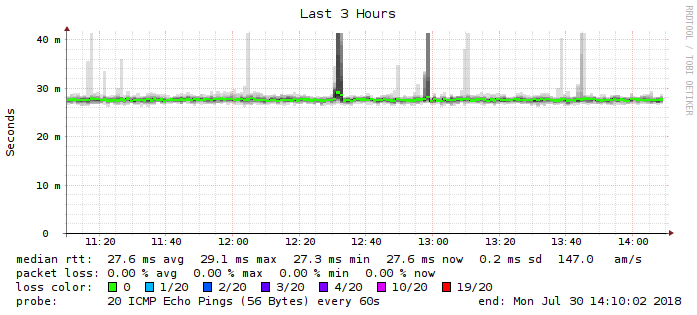 Last 3 Hours
RRDTOOL / TOBI OETIKER
Seconds
40 m
30 m
20 m
10 m
0
11:20 11:40 12:00 12:20 12:40 13:00 13:20 13:40 14:00
median rtt: 27.6 ms avg 29.1 ms max 27.3 ms min 27.6 ms now 0.2 ms sd 147.0 am/s
packet loss: 0.00 % avg 0.00 % max 0.00 % min 0.00 % now
loss color: 0 1/20 2/20 3/20 4/20 10/20 19/20
probe: 20 ICMP Echo Pings (56 Bytes) every 60s end: Mon Jul 30 14:10:02 2018